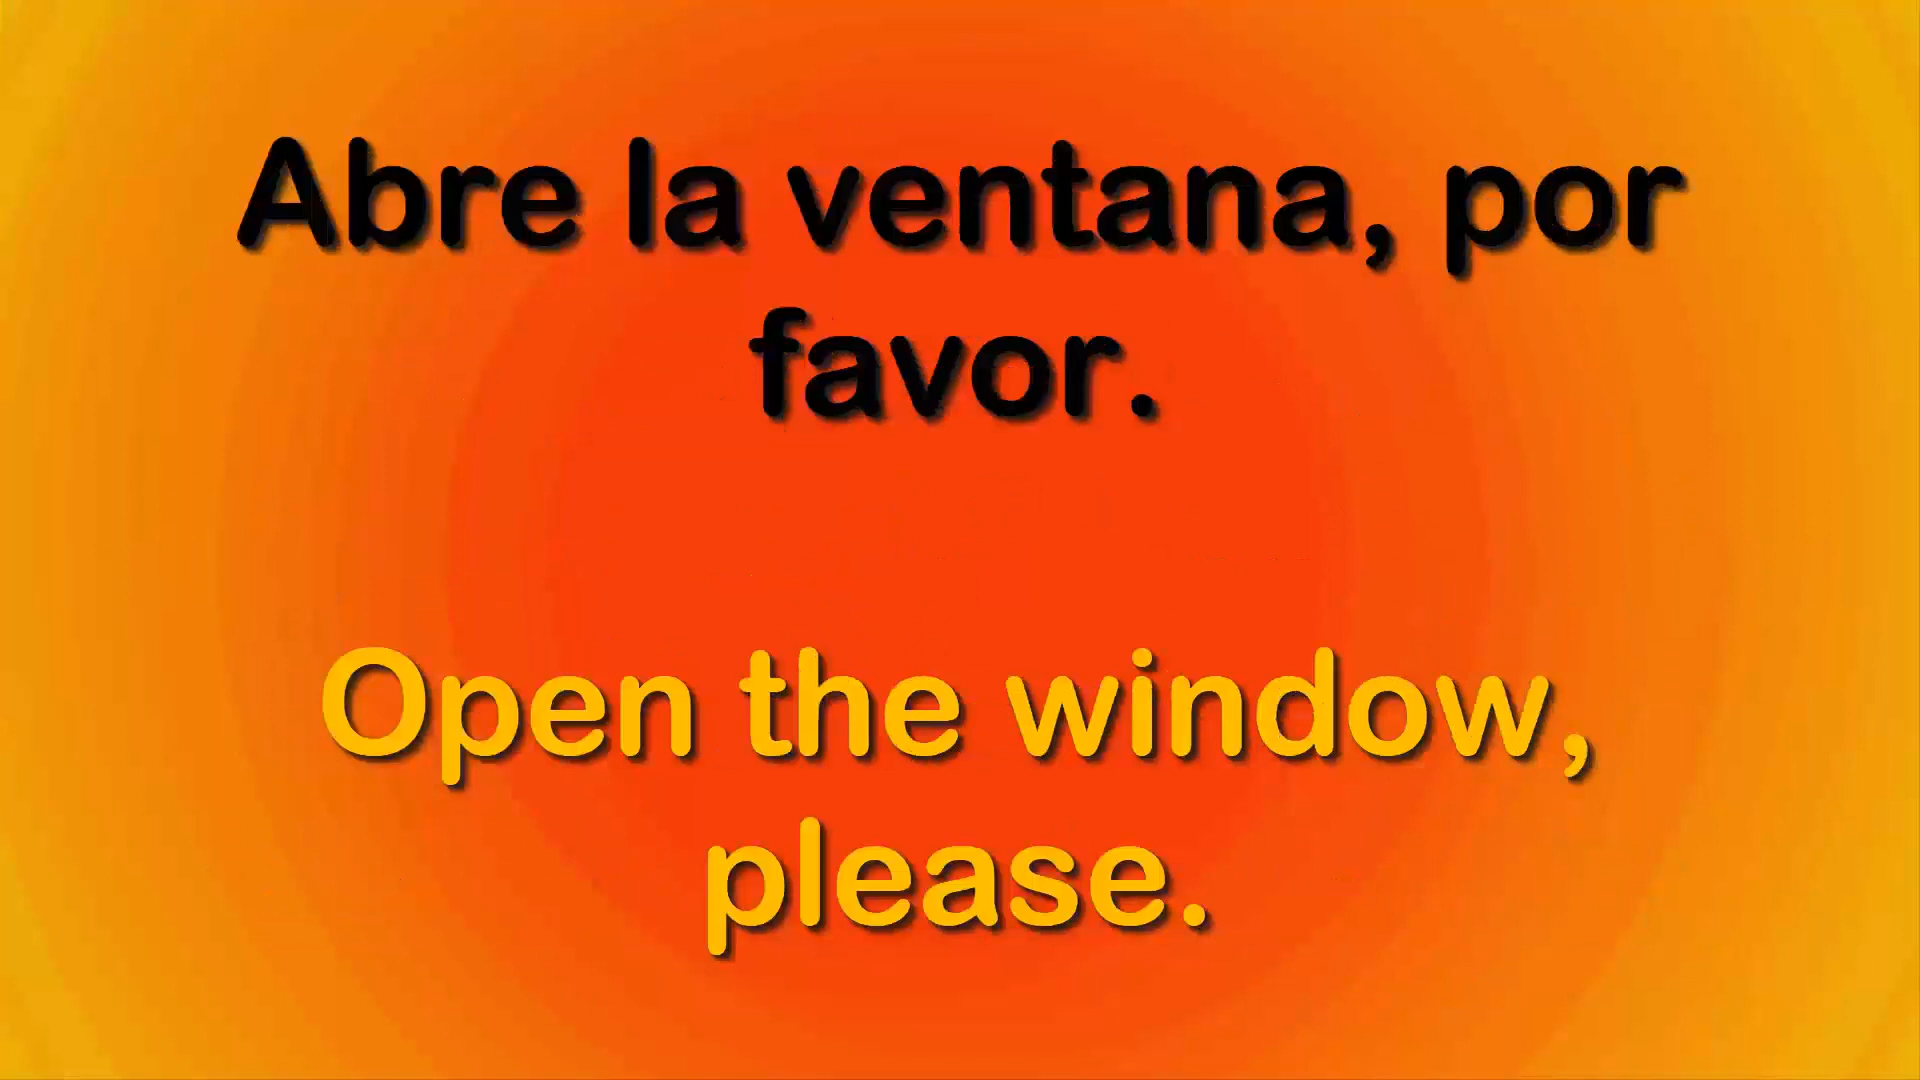 Abre la ventana, por
favor.
Open the window,
please.